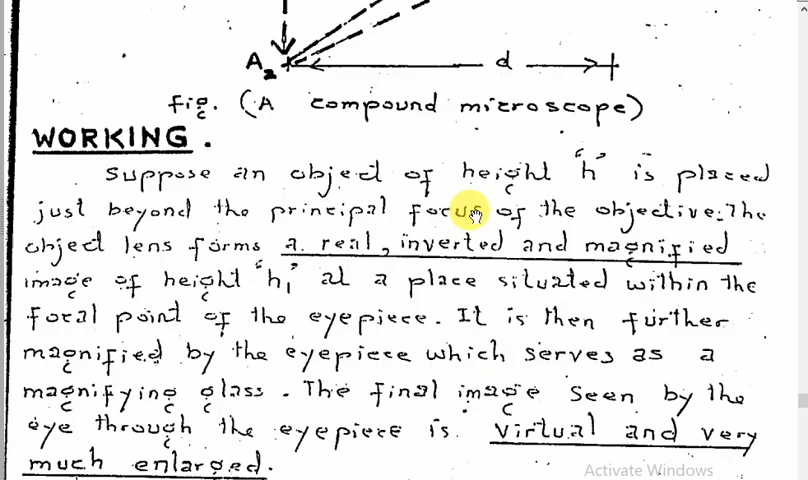 A₂ d
fig. (A compound microscope)
WORKING.
Suppose an object of height "h" is placed
just beyond the principal focus of the objective. The
object lens forms a real, inverted and magnified
image of height "h₁ at a place situated within the
focal point of the eyepiece. It is then further
magnified by the eyepiece which serves as a
magnifying glass. The final image seen by the
eye through the eyepiece is virtual and very
much enlarged.
Activate Windows